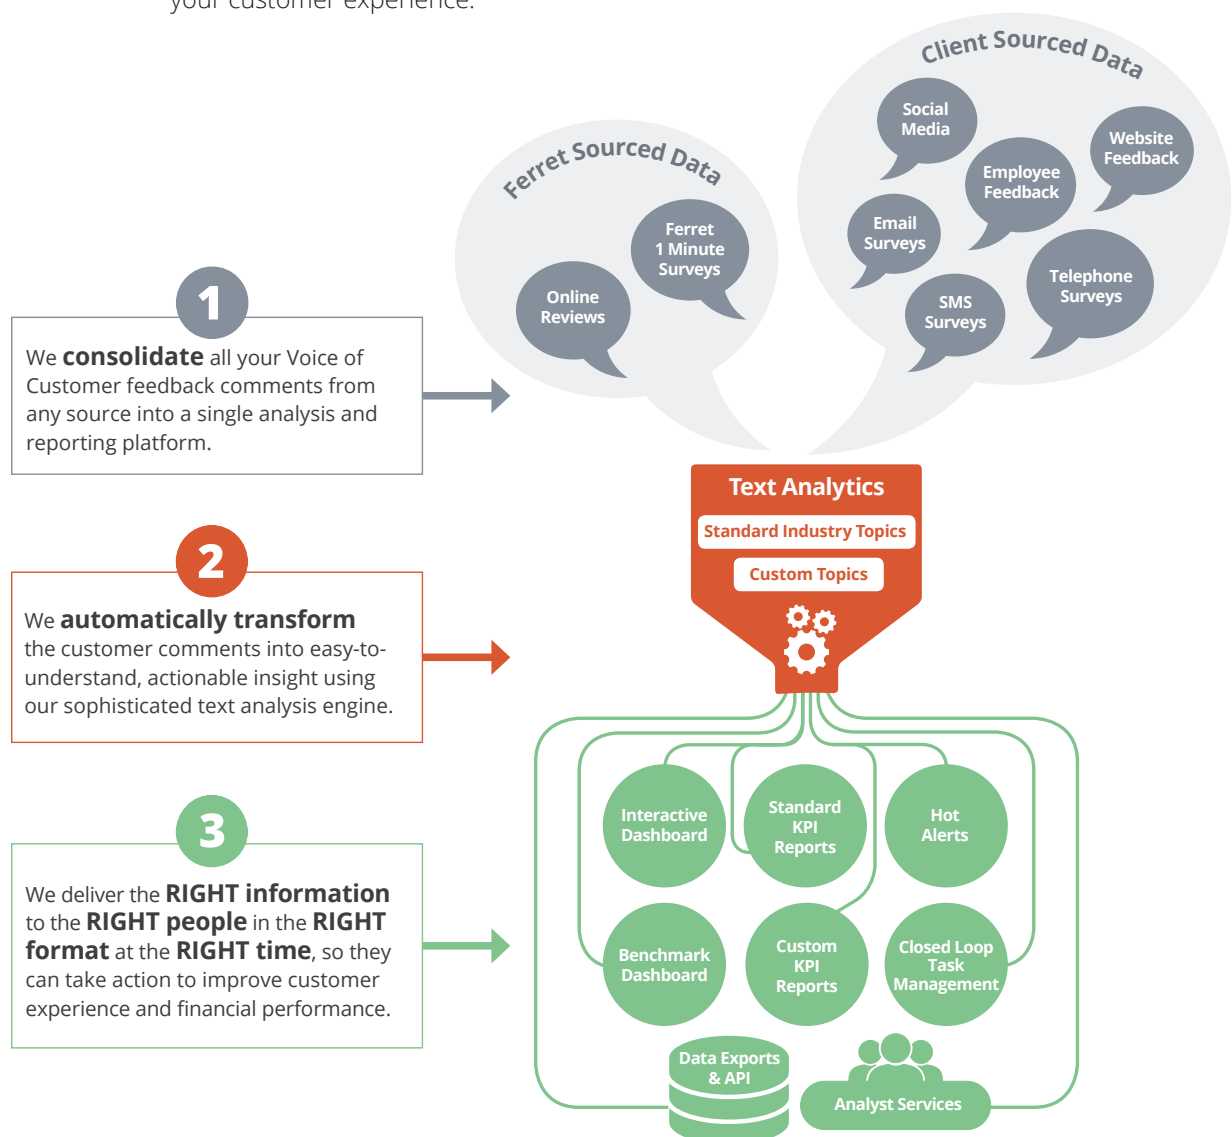 your customer experience.
Client Sourced Data
Social
Media
Website
Feedback
Employee
Feedback
Email
Surveys
Telephone
Surveys
SMS
Surveys
Ferret Sourced Data
Ferret
1 Minute
Surveys
Online
Reviews
1
We consolidate all your Voice of
Customer feedback comments from
any source into a single analysis and
reporting platform.
Text Analytics
Standard Industry Topics
Custom Topics
2
We automatically transform
the customer comments into easy-to-
understand, actionable insight using
our sophisticated text analysis engine.
3
We deliver the RIGHT information
to the RIGHT people in the RIGHT
format at the RIGHT time, so they
can take action to improve customer
experience and financial performance.
Interactive
Dashboard
Standard
KPI
Reports
Hot
Alerts
Benchmark
Dashboard
Custom
KPI
Reports
Closed Loop
Task
Management
Data Exports
& API
Analyst Services